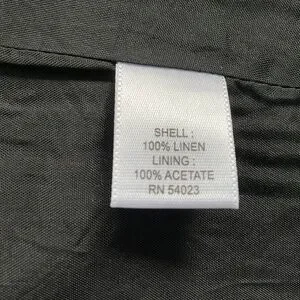 SHELL :
100% LINEN
LINING :
100% ACETATE
RN 54023